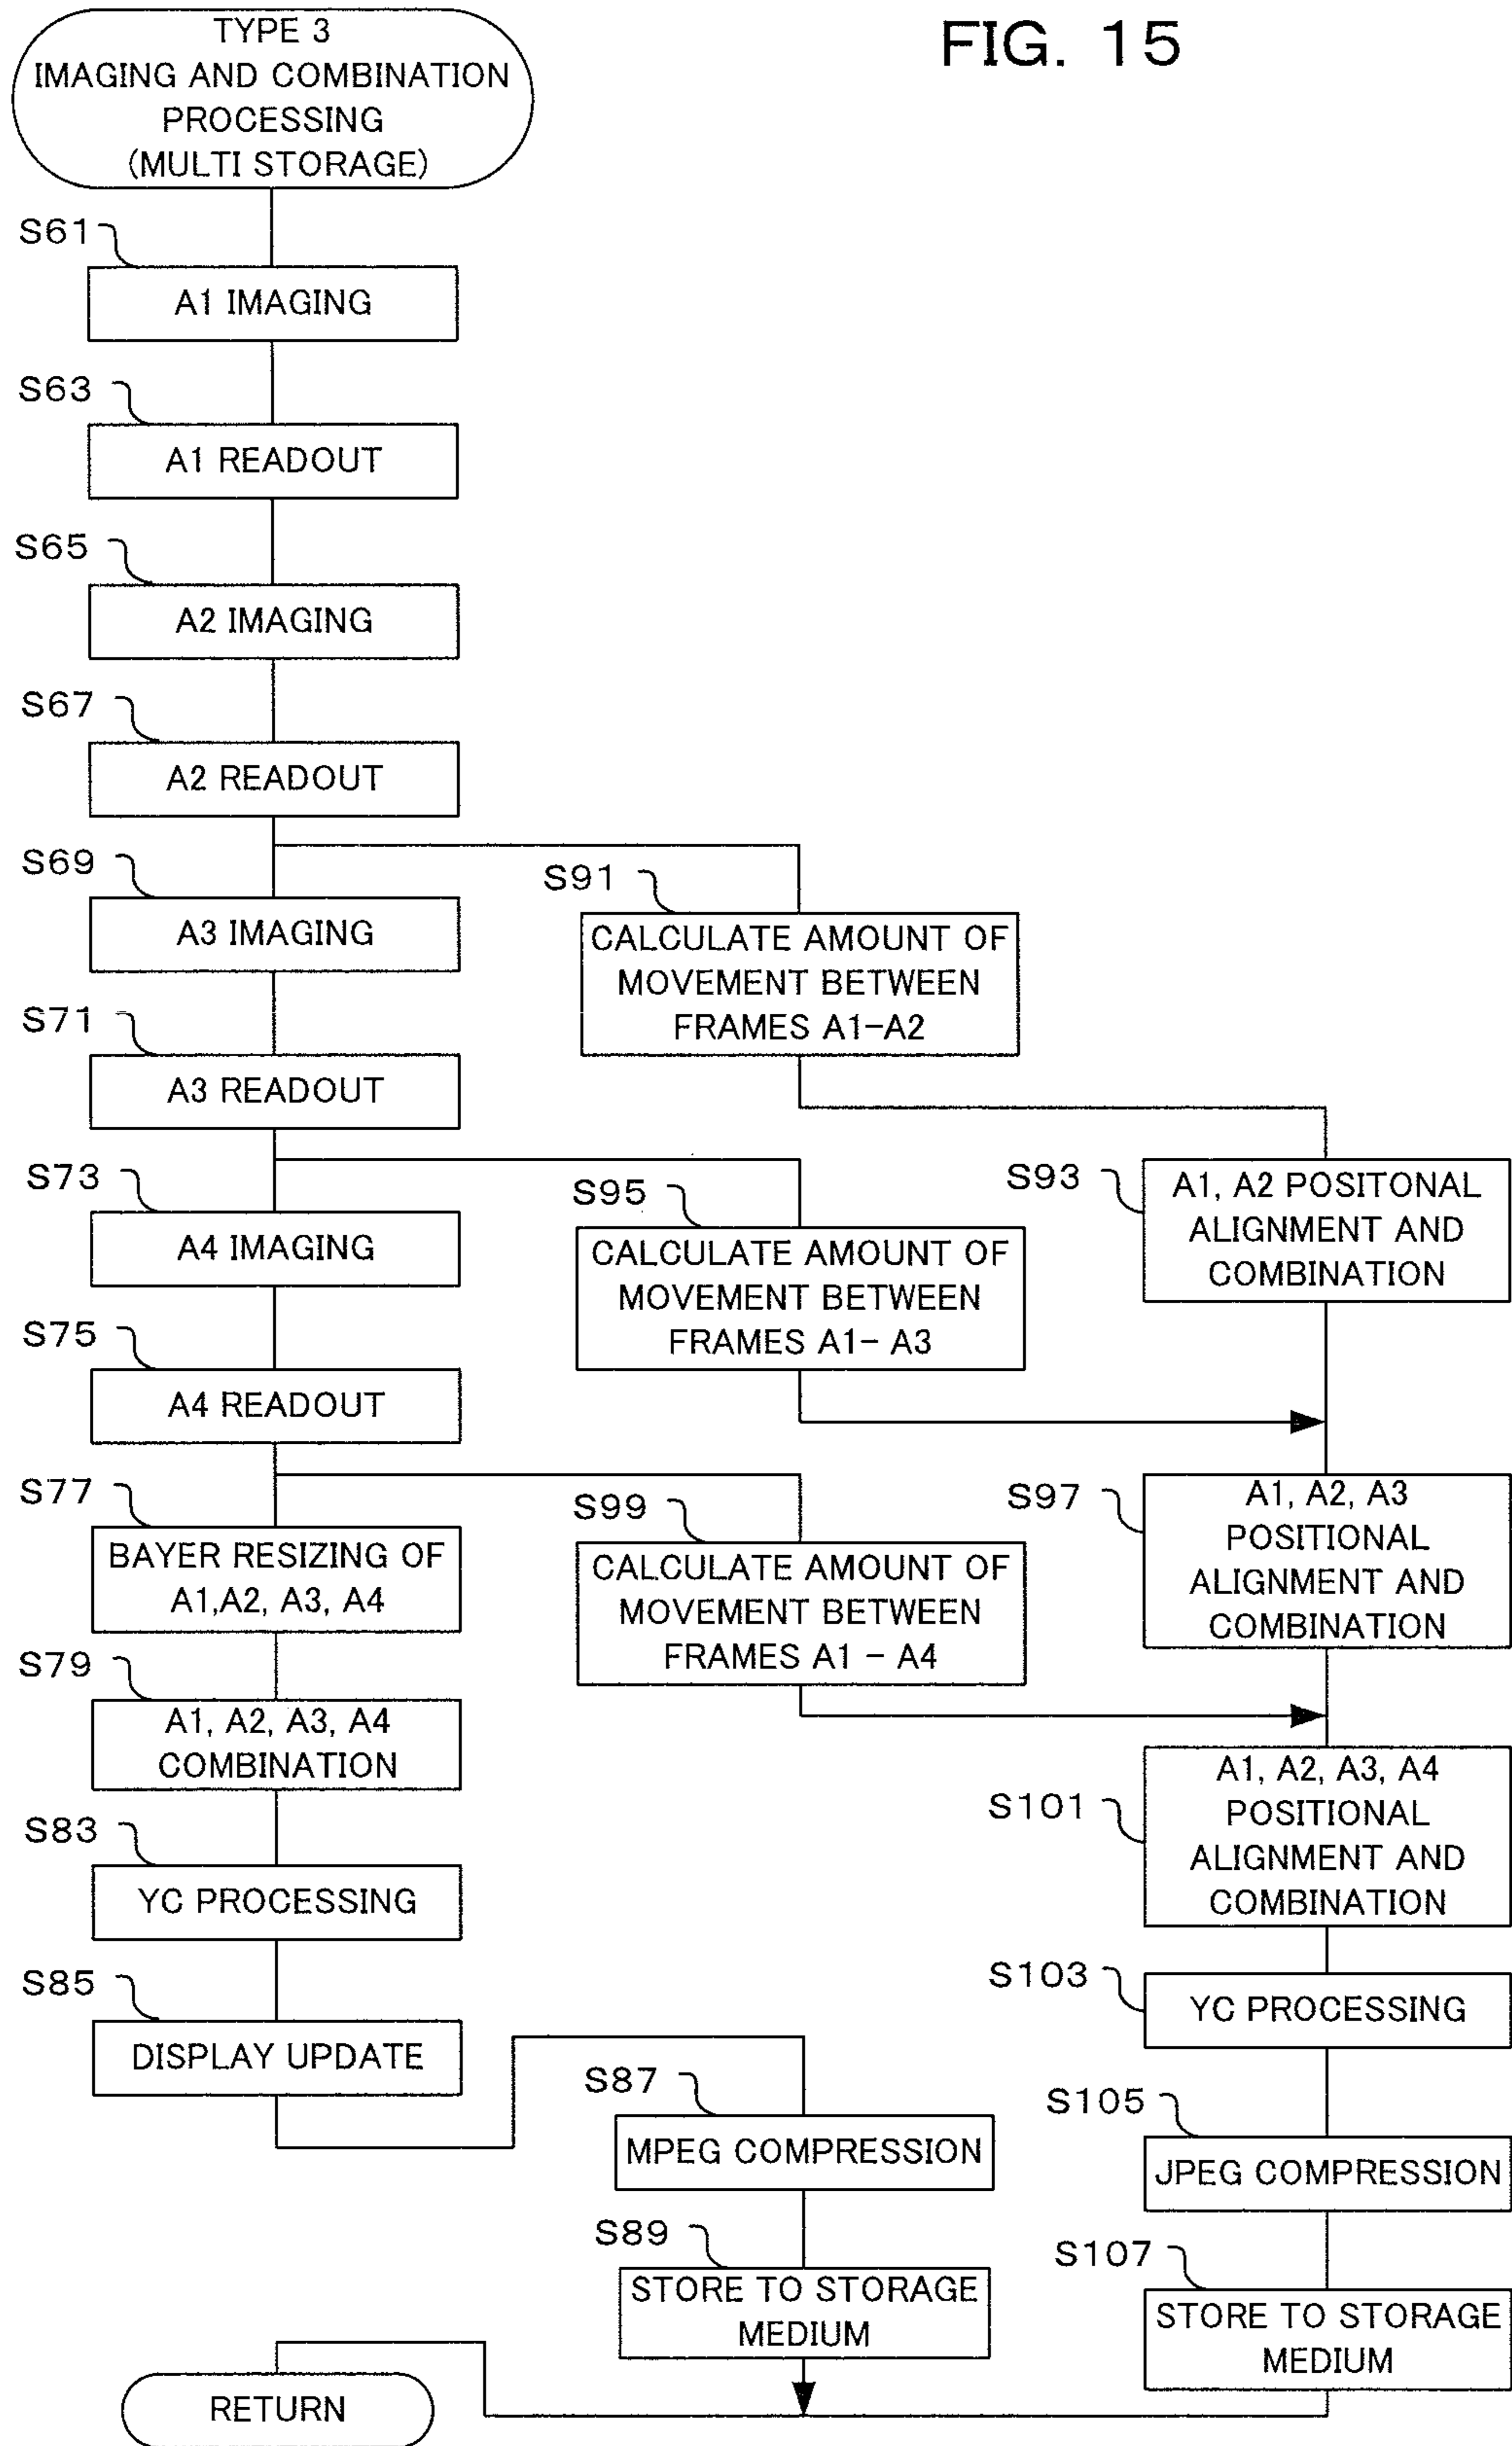 FIG. 15
TYPE 3
IMAGING AND COMBINATION
PROCESSING
(MULTI STORAGE)
S61
A1 IMAGING
S63
A1 READOUT
S65
A2 IMAGING
S67
A2 READOUT
S69
A3 IMAGING
S91
CALCULATE AMOUNT OF
MOVEMENT BETWEEN
FRAMES A1-A2
S71
A3 READOUT
S73
A4 IMAGING
S95
CALCULATE AMOUNT OF
MOVEMENT BETWEEN
FRAMES A1- A3
S93
A1, A2 POSITONAL
ALIGNMENT AND
COMBINATION
S75
A4 READOUT
S77
BAYER RESIZING OF
A1,A2, A3, A4
S99
CALCULATE AMOUNT OF
MOVEMENT BETWEEN
FRAMES A1 - A4
S97
A1, A2, A3
POSITIONAL
ALIGNMENT AND
COMBINATION
S79
A1, A2, A3, A4
COMBINATION
S101
A1, A2, A3, A4
POSITIONAL
ALIGNMENT AND
COMBINATION
S83
YC PROCESSING
S103
YC PROCESSING
S85
DISPLAY UPDATE
S87
MPEG COMPRESSION
S105
JPEG COMPRESSION
S89
STORE TO STORAGE
MEDIUM
S107
STORE TO STORAGE
MEDIUM
RETURN